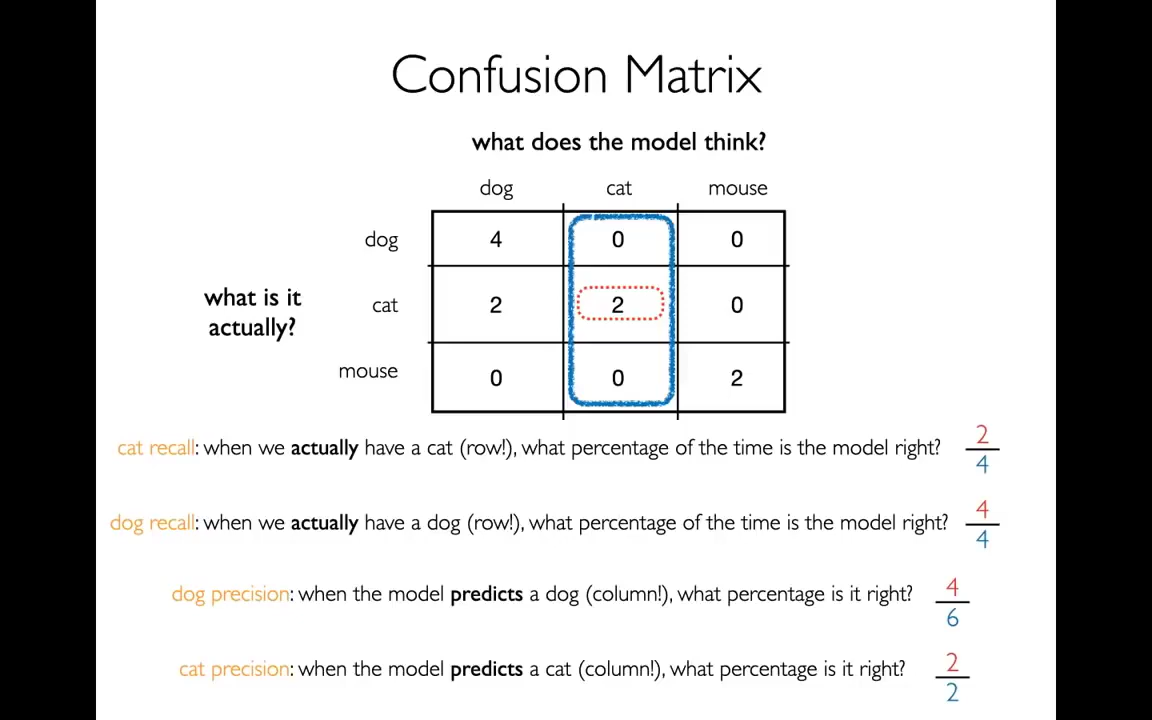 Confusion Matrix
what does the model think?
dog cat mouse
dog 4 0 0
what is it
actually?
cat 2 2 0
mouse 0 0 2
cat recall: when we actually have a cat (row!), what percentage of the time is the model right? 2
4
dog recall: when we actually have a dog (row!), what percentage of the time is the model right? 4
4
dog precision: when the model predicts a dog (column!), what percentage is it right? 4
6
cat precision: when the model predicts a cat (column!), what percentage is it right? 2
2